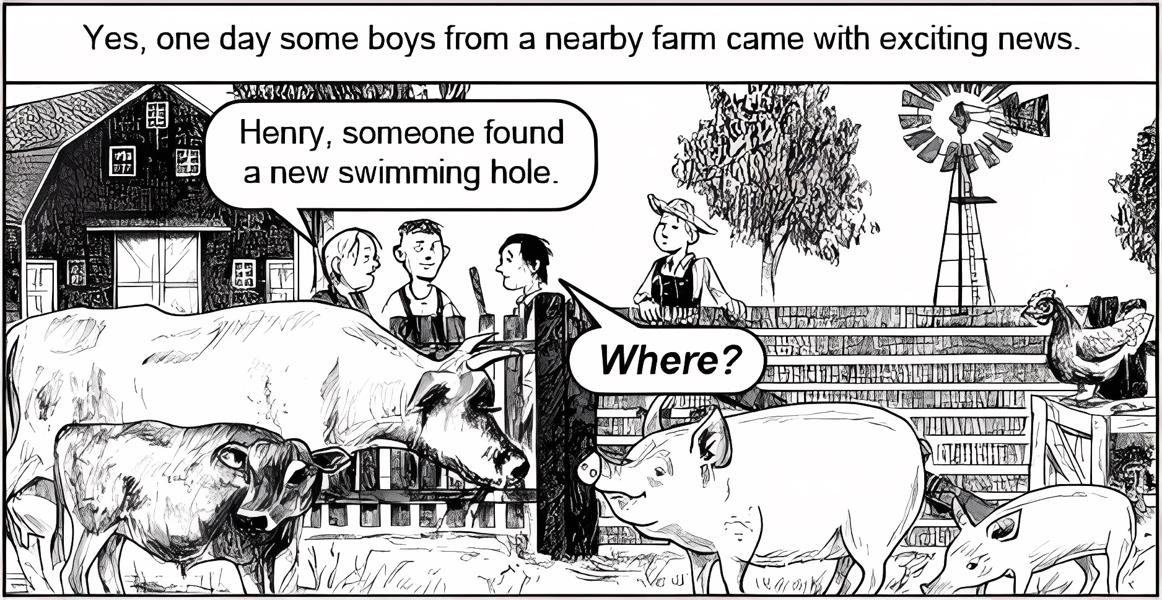 Yes, one day some boys from a nearby farm came with exciting news.
Henry, someone found
a new swimming hole.
Where?